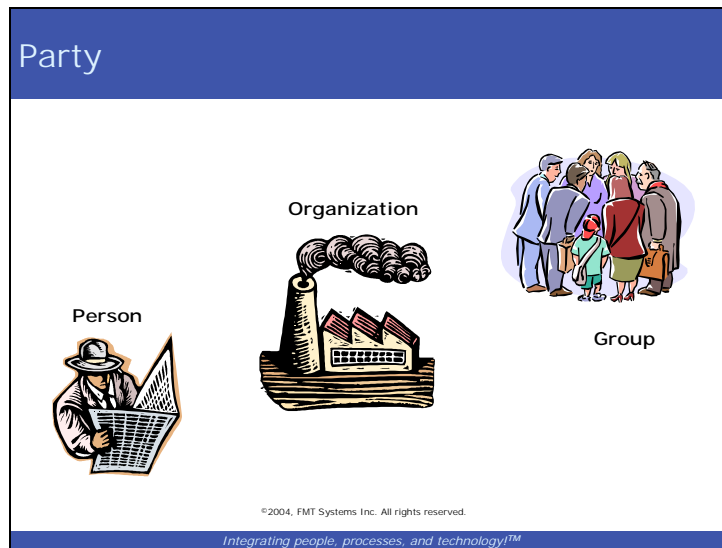 Party
Organization
Person
Group
©2004, FMT Systems Inc. All rights reserved.
Integrating people, processes, and technology!™